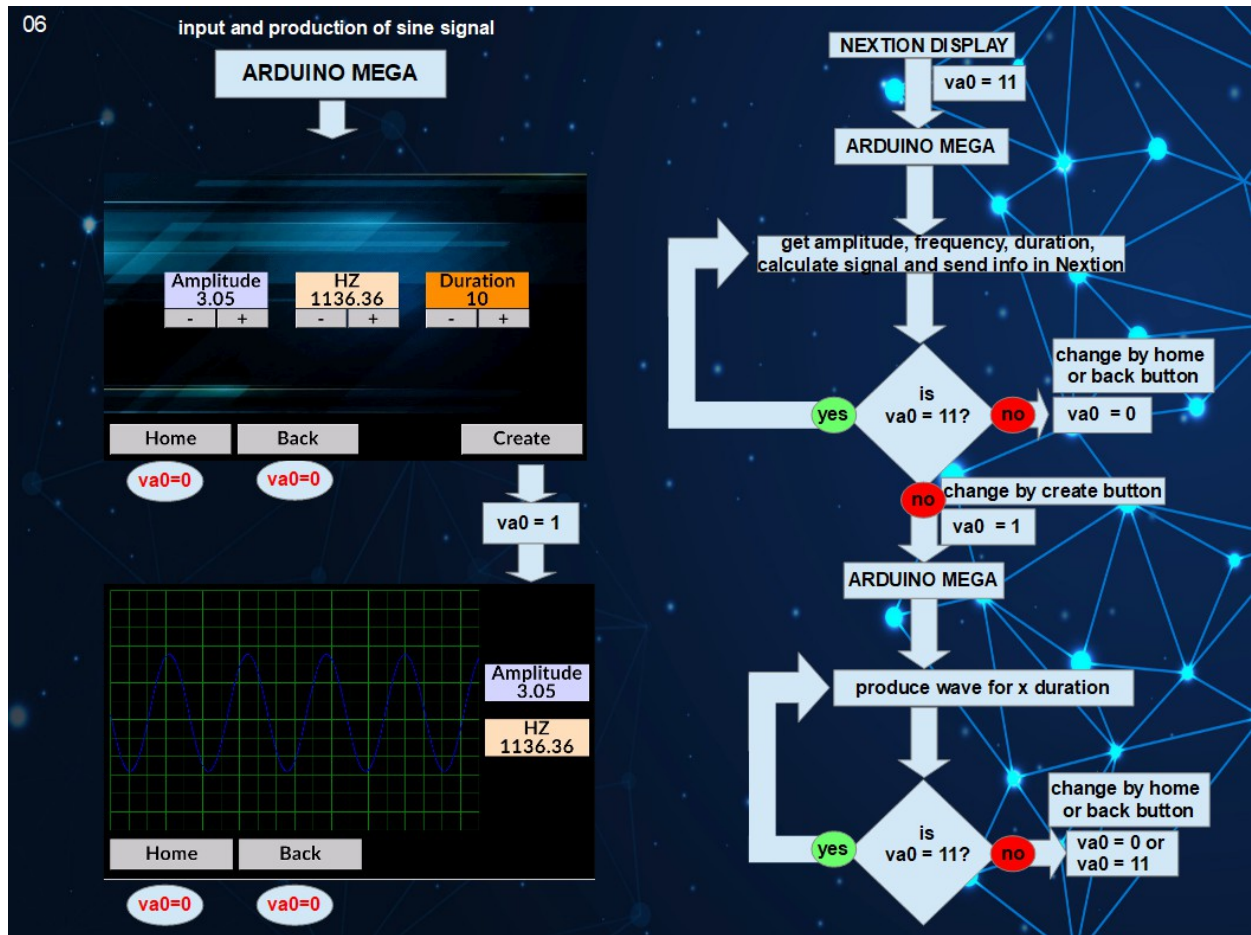 06
input and production of sine signal
ARDUINO MEGA
Amplitude
3.05
-
+
HZ
1136.36
-
+
Duration
10
-
+
Home
Back
Create
va0=0
va0=0
va0 = 1
Amplitude
3.05
HZ
1136.36
Home
Back
va0=0
va0=0
NEXTION DISPLAY
va0 = 11
ARDUINO MEGA
get amplitude, frequency, duration,
calculate signal and send info in Nextion
is
va0 = 11?
yes
no
change by home
or back button
va0 = 0
no
change by create button
va0 = 1
ARDUINO MEGA
produce wave for x duration
is
va0 = 11?
yes
no
change by home
or back button
va0 = 0 or
va0 = 11